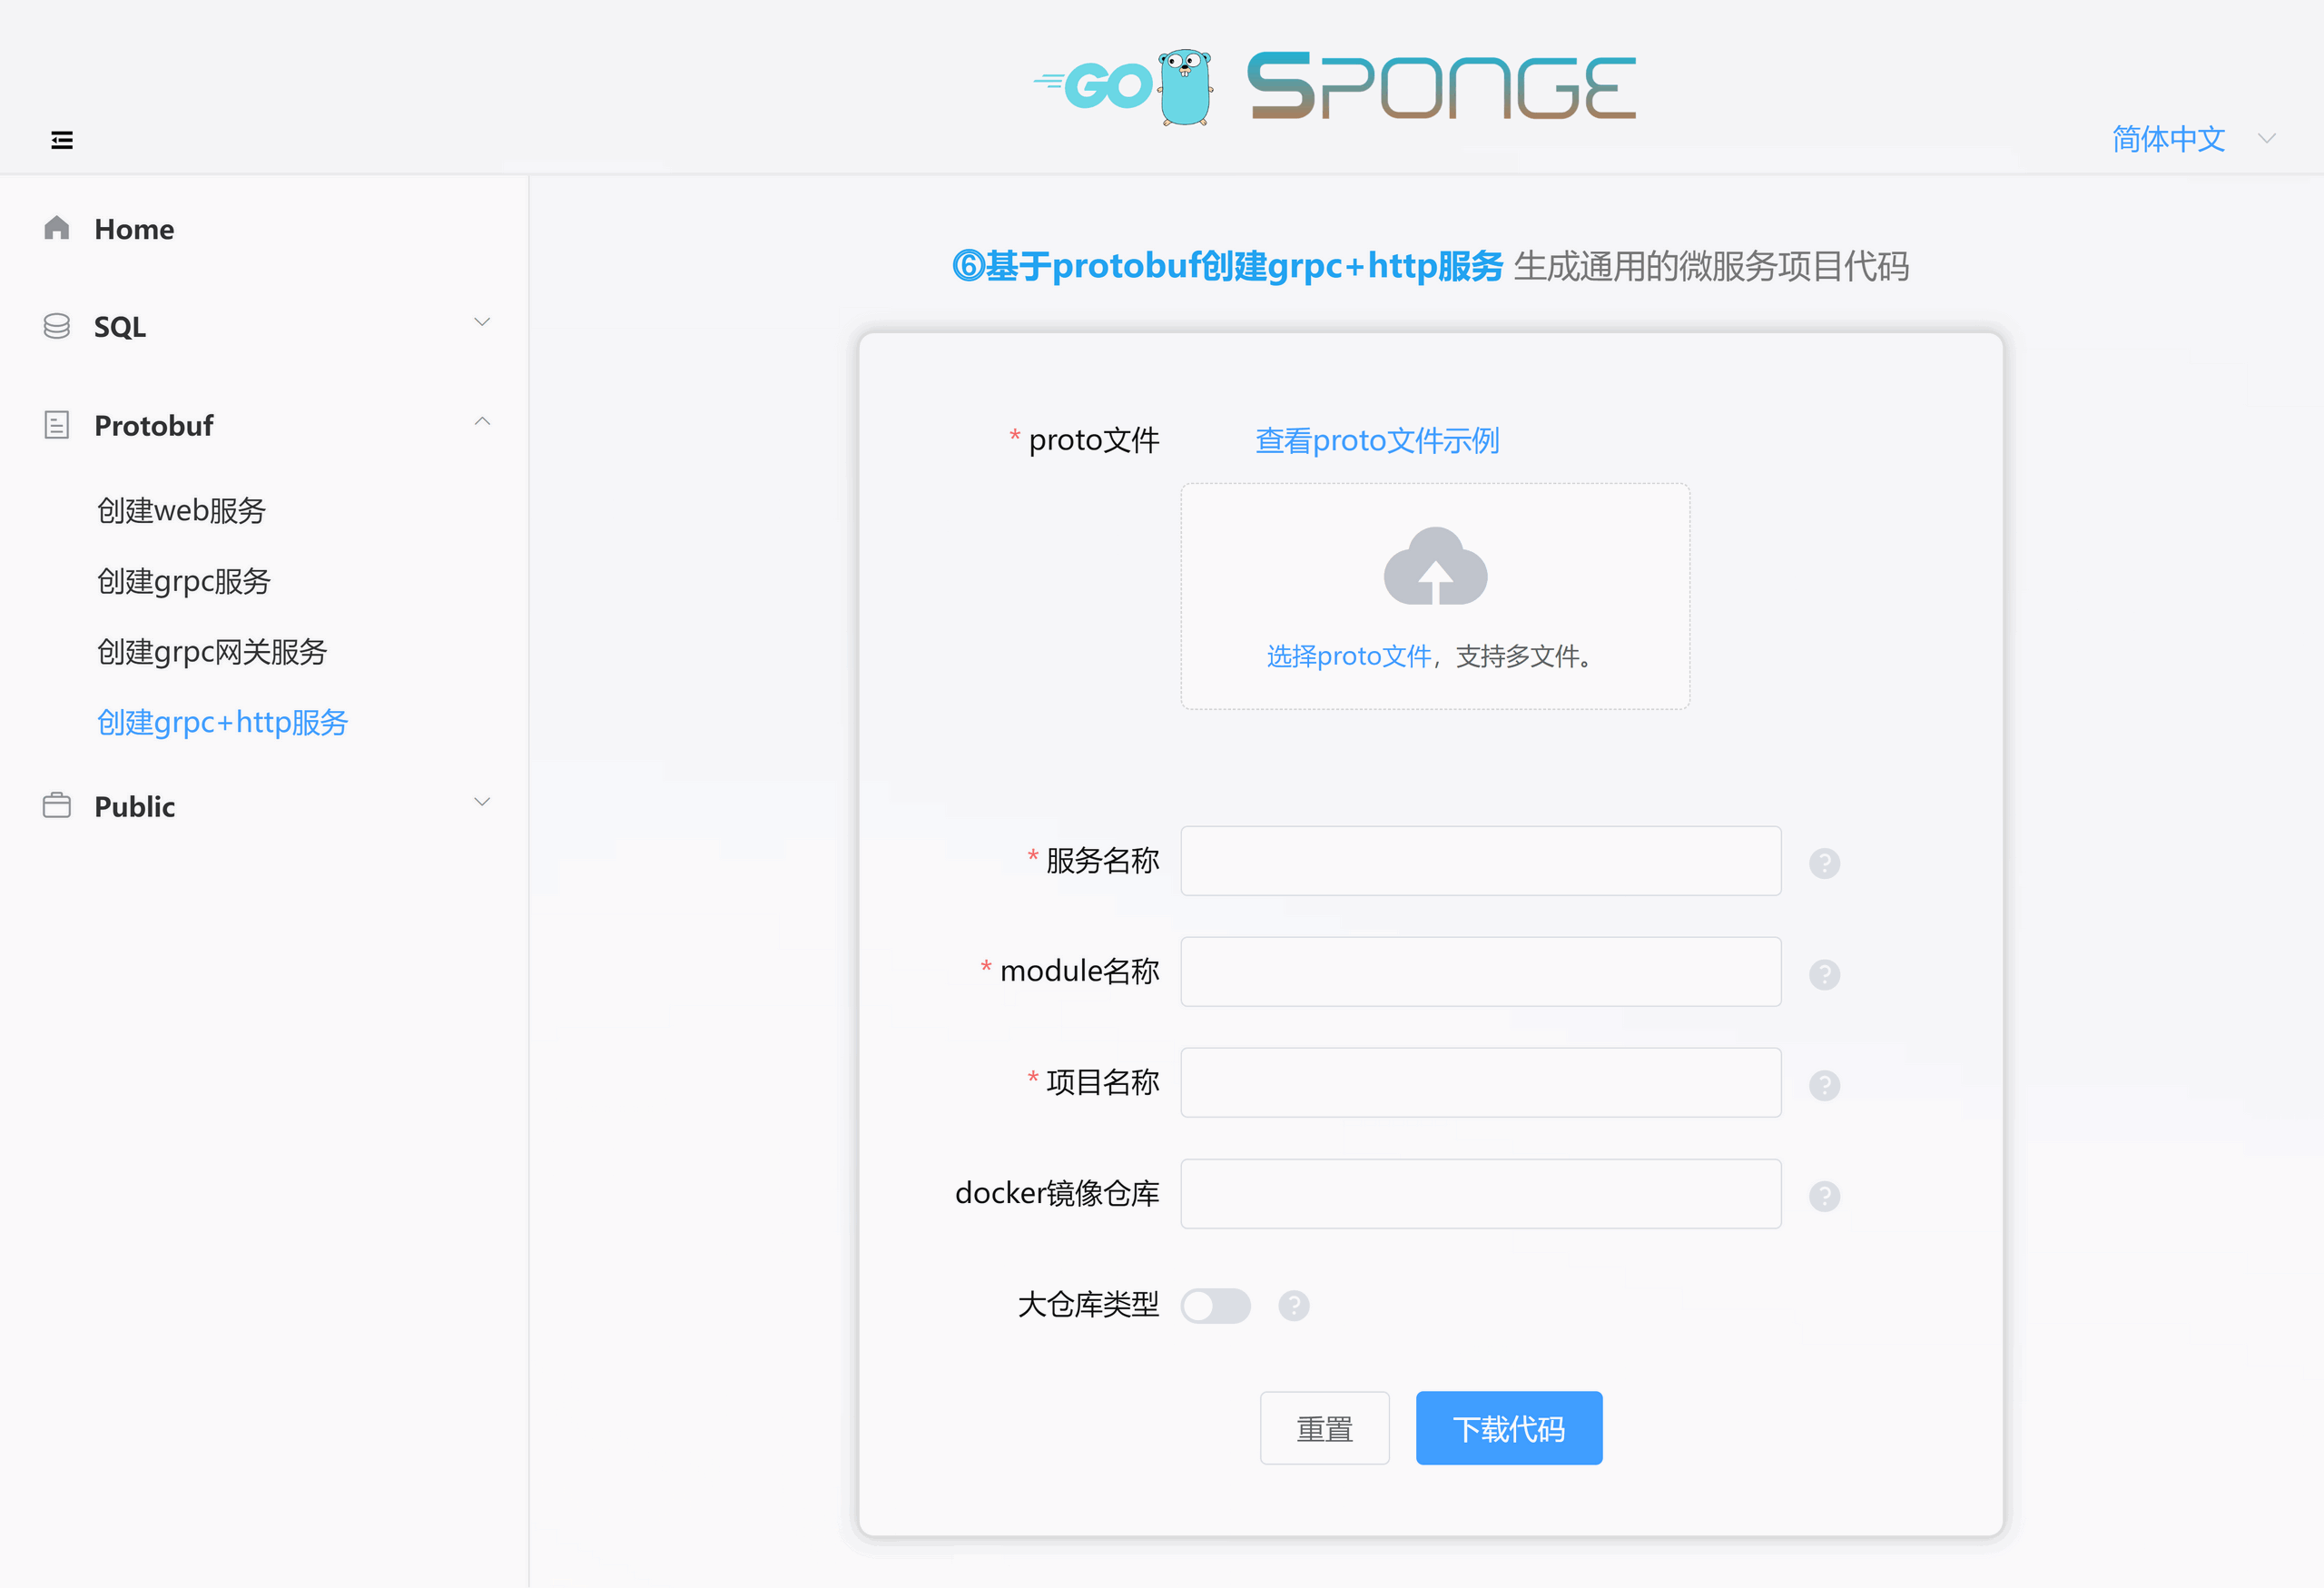 GO SPONGE
简体中文
Home
SQL
Protobuf
创建web服务
创建grpc服务
创建grpc网关服务
创建grpc+http服务
Public
⑥基于protobuf创建grpc+http服务 生成通用的微服务项目代码
* proto文件 查看proto文件示例
选择proto文件，支持多文件。
* 服务名称
* module名称
* 项目名称
docker镜像仓库
大仓库类型
重置 下载代码